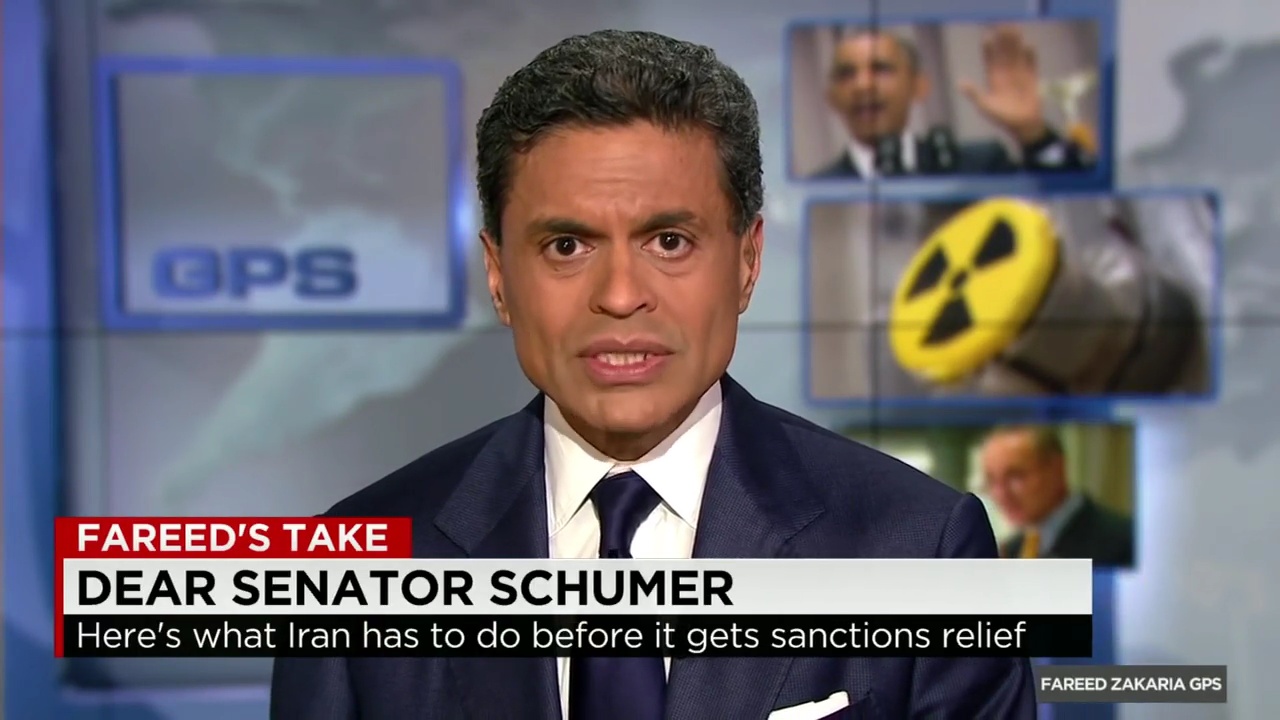 GPS
FAREED'S TAKE
DEAR SENATOR SCHUMER
Here's what Iran has to do before it gets sanctions relief
FAREED ZAKARIA GPS